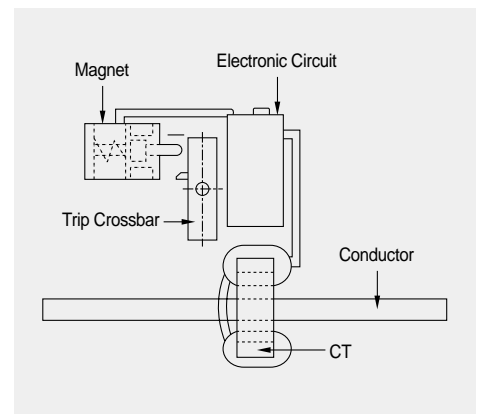 Electronic Circuit
Magnet
Trip Crossbar
Conductor
CT